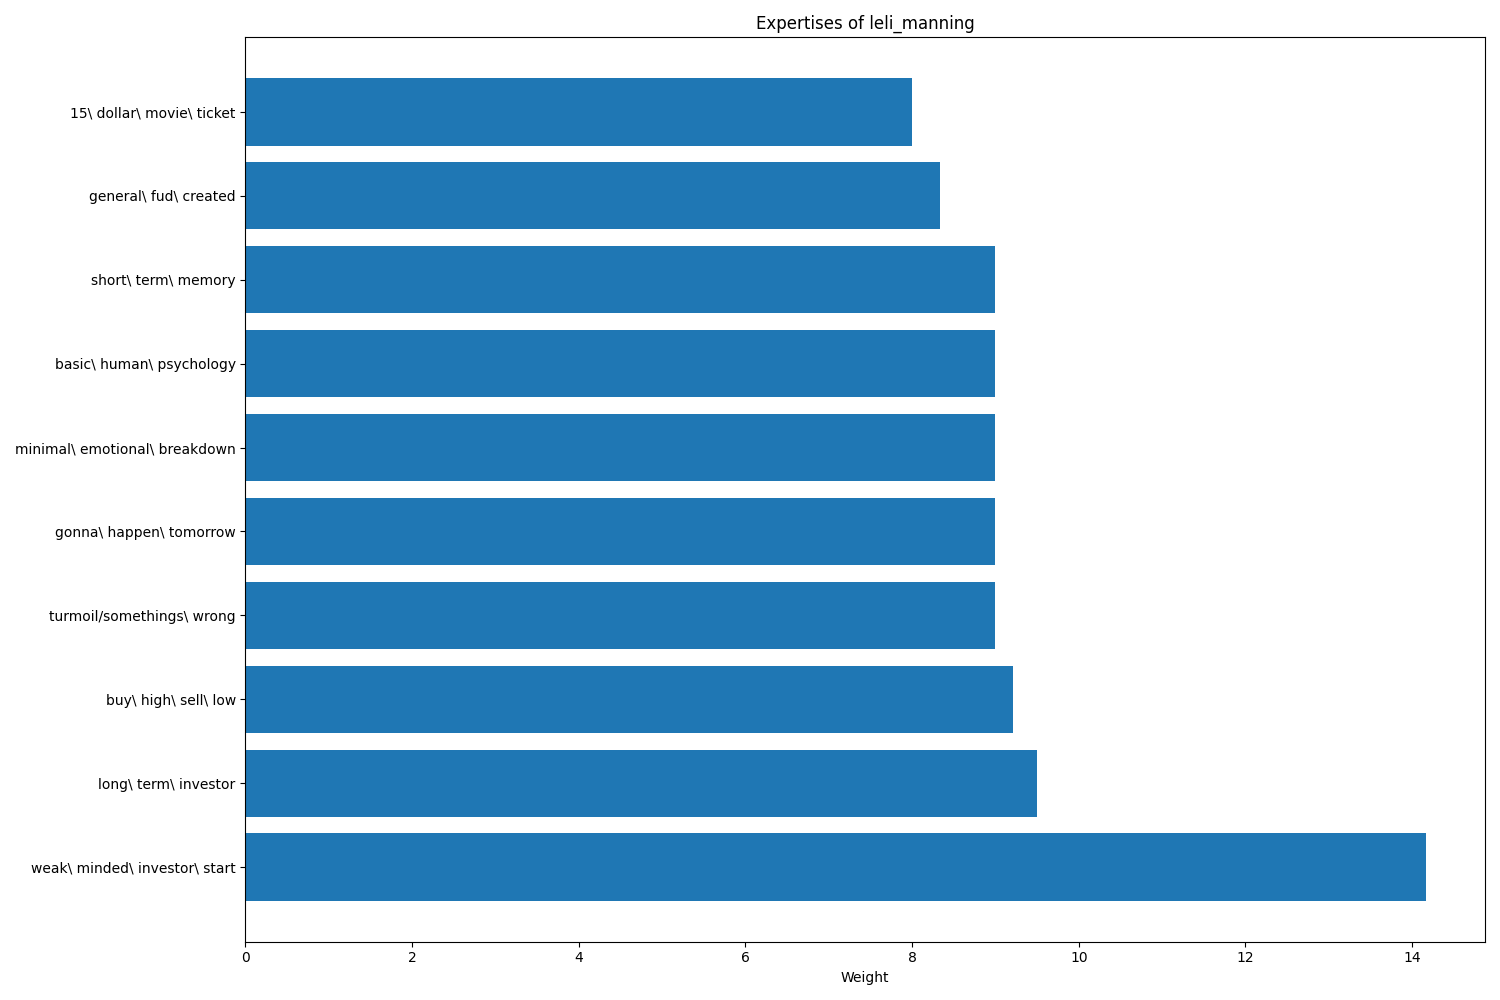 Expertises of leli_manning
15\ dollar\ movie\ ticket
general\ fud\ created
short\ term\ memory
basic\ human\ psychology
minimal\ emotional\ breakdown
gonna\ happen\ tomorrow
turmoil/somethings\ wrong
buy\ high\ sell\ low
long\ term\ investor
weak\ minded\ investor\ start
0 2 4 6 8 10 12 14
Weight